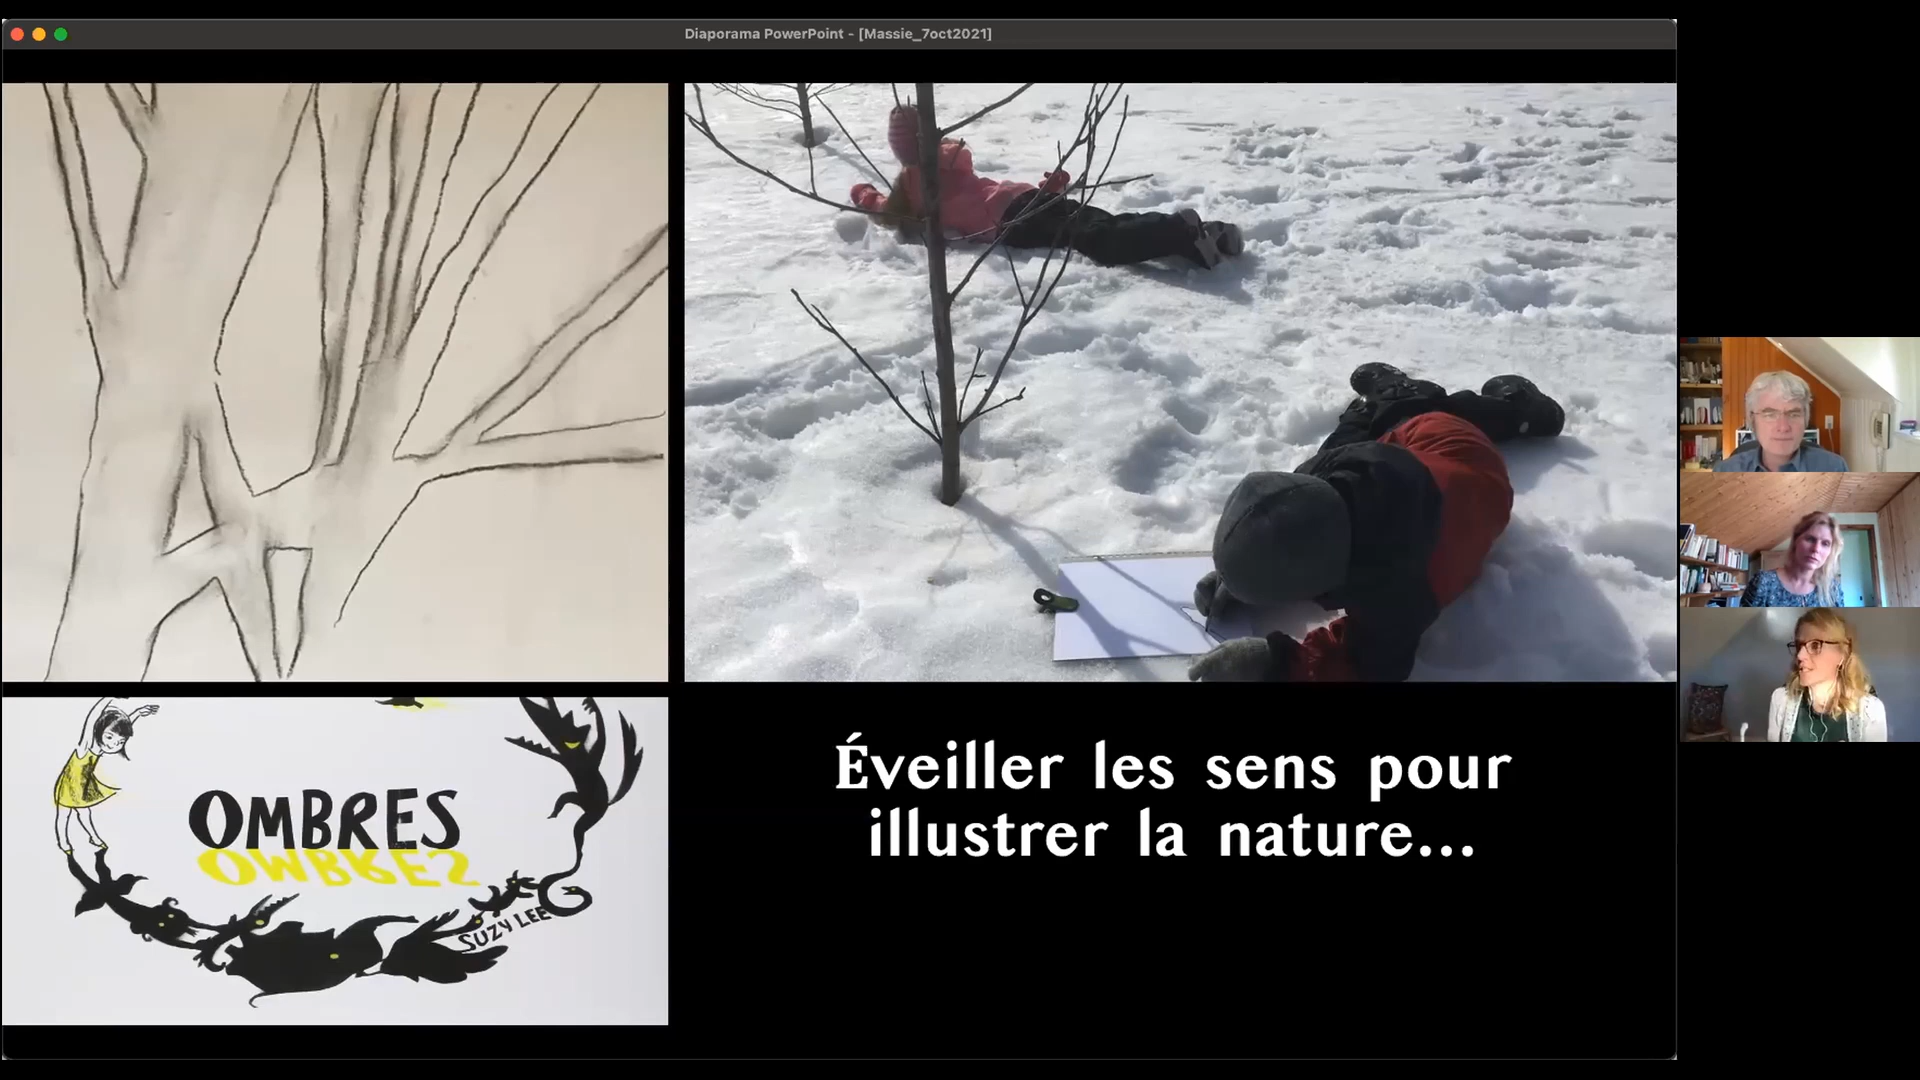 Diaporama PowerPoint - [Massie_7oct2021]
OMBRES
OMBRES
SUZY LEE
Éveiller les sens pour
illustrer la nature...